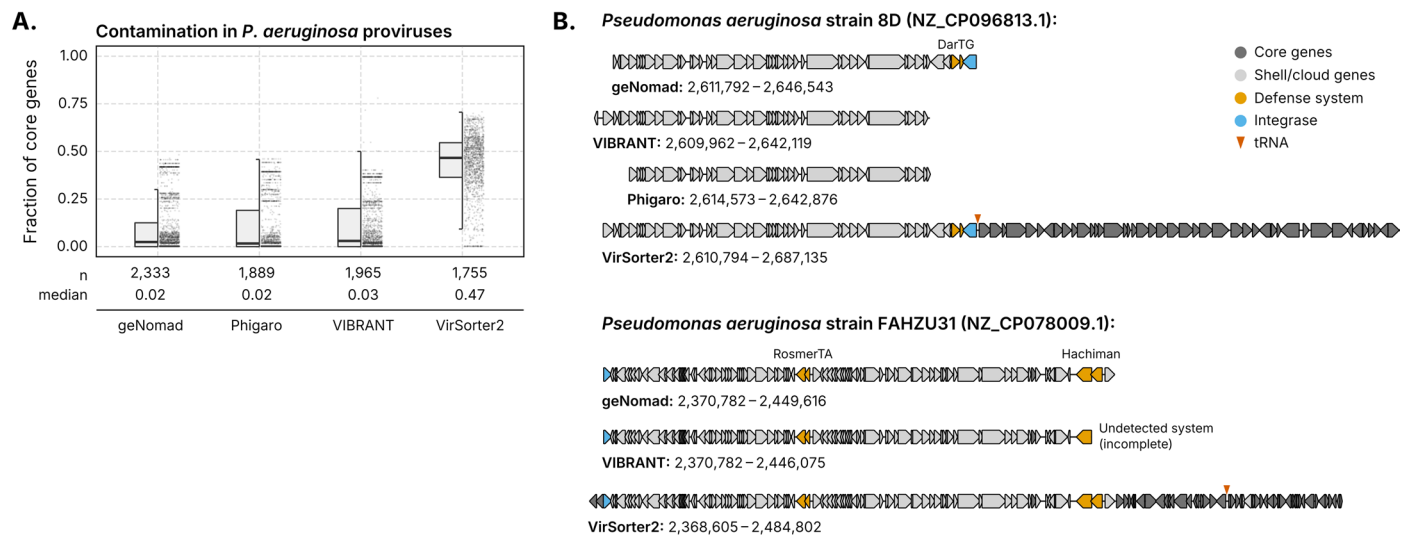 A.
Contamination in P. aeruginosa proviruses
Fraction of core genes
1.00
0.75
0.50
0.25
0.00
n 2,333 1,889 1,965 1,755
median 0.02 0.02 0.03 0.47
geNomad Phigaro VIBRANT VirSorter2
B.
Pseudomonas aeruginosa strain 8D (NZ_CP096813.1):
DarTG
geNomad: 2,611,792 – 2,646,543
VIBRANT: 2,609,962 – 2,642,119
Phigaro: 2,614,573 – 2,642,876
VirSorter2: 2,610,794 – 2,687,135
Core genes
Shell/cloud genes
Defense system
Integrase
tRNA
Pseudomonas aeruginosa strain FAHZU31 (NZ_CP078009.1):
RosmerTA Hachiman
geNomad: 2,370,782 – 2,449,616
Undetected system
(incomplete)
VIBRANT: 2,370,782 – 2,446,075
VirSorter2: 2,368,605 – 2,484,802